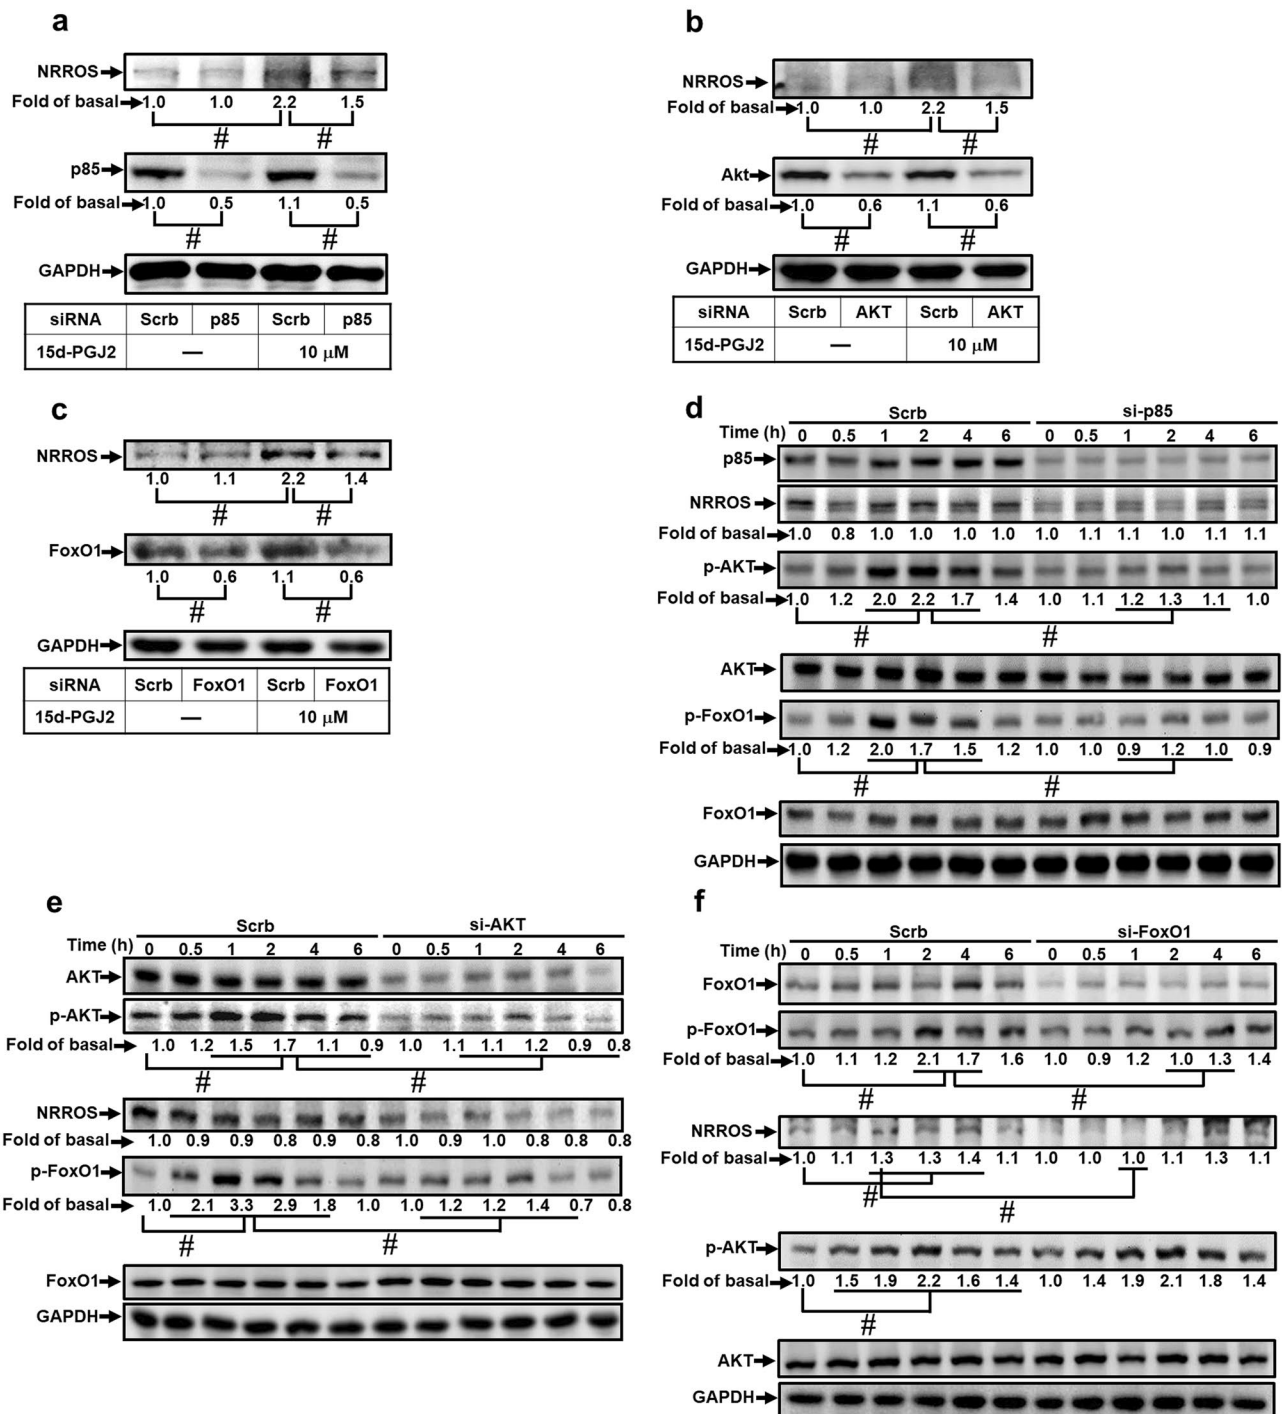 a
NRROS
Fold of basal 1.0 1.0 2.2 1.5
# #
p85
Fold of basal 1.0 0.5 1.1 0.5
# #
GAPDH
siRNA Scrb p85 Scrb p85
15d-PGJ2 — 10 μM
b
NRROS
Fold of basal 1.0 1.0 2.2 1.5
# #
Akt
Fold of basal 1.0 0.6 1.1 0.6
# #
GAPDH
siRNA Scrb AKT Scrb AKT
15d-PGJ2 — 10 μM
c
NRROS
1.0 1.1 2.2 1.4
# #
FoxO1
1.0 0.6 1.1 0.6
# #
GAPDH
siRNA Scrb FoxO1 Scrb FoxO1
15d-PGJ2 — 10 μM
d
Scrb si-p85
Time (h) 0 0.5 1 2 4 6 0 0.5 1 2 4 6
p85
NRROS
Fold of basal 1.0 0.8 1.0 1.0 1.0 1.0 1.0 1.1 1.1 1.0 1.1 1.1
p-AKT
Fold of basal 1.0 1.2 2.0 2.2 1.7 1.4 1.0 1.1 1.2 1.3 1.1 1.0
# #
AKT
p-FoxO1
Fold of basal 1.0 1.2 2.0 1.7 1.5 1.2 1.0 1.0 0.9 1.2 1.0 0.9
# #
FoxO1
GAPDH
e
Scrb si-AKT
Time (h) 0 0.5 1 2 4 6 0 0.5 1 2 4 6
AKT
p-AKT
Fold of basal 1.0 1.2 1.5 1.7 1.1 0.9 1.0 1.1 1.1 1.2 0.9 0.8
# #
NRROS
Fold of basal 1.0 0.9 0.9 0.8 0.9 0.8 1.0 0.9 1.0 0.8 0.8 0.8
p-FoxO1
Fold of basal 1.0 2.1 3.3 2.9 1.8 1.0 1.0 1.2 1.2 1.4 0.7 0.8
# #
FoxO1
GAPDH
f
Scrb si-FoxO1
Time (h) 0 0.5 1 2 4 6 0 0.5 1 2 4 6
FoxO1
p-FoxO1
Fold of basal 1.0 1.1 1.2 2.1 1.7 1.6 1.0 0.9 1.2 1.0 1.3 1.4
# #
NRROS
Fold of basal 1.0 1.1 1.3 1.3 1.4 1.1 1.0 1.0 1.0 1.1 1.3 1.1
# #
p-AKT
Fold of basal 1.0 1.5 1.9 2.2 1.6 1.4 1.0 1.4 1.9 2.1 1.8 1.4
#
AKT
GAPDH